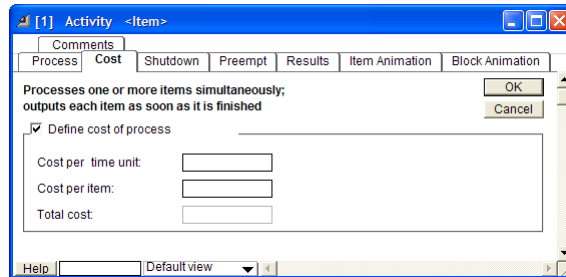 [1] Activity <Item>
Comments
Process Cost Shutdown Preempt Results Item Animation Block Animation
Processes one or more items simultaneously;
outputs each item as soon as it is finished
OK
Cancel
Define cost of process
Cost per time unit:
Cost per item:
Total cost:
Help Default view